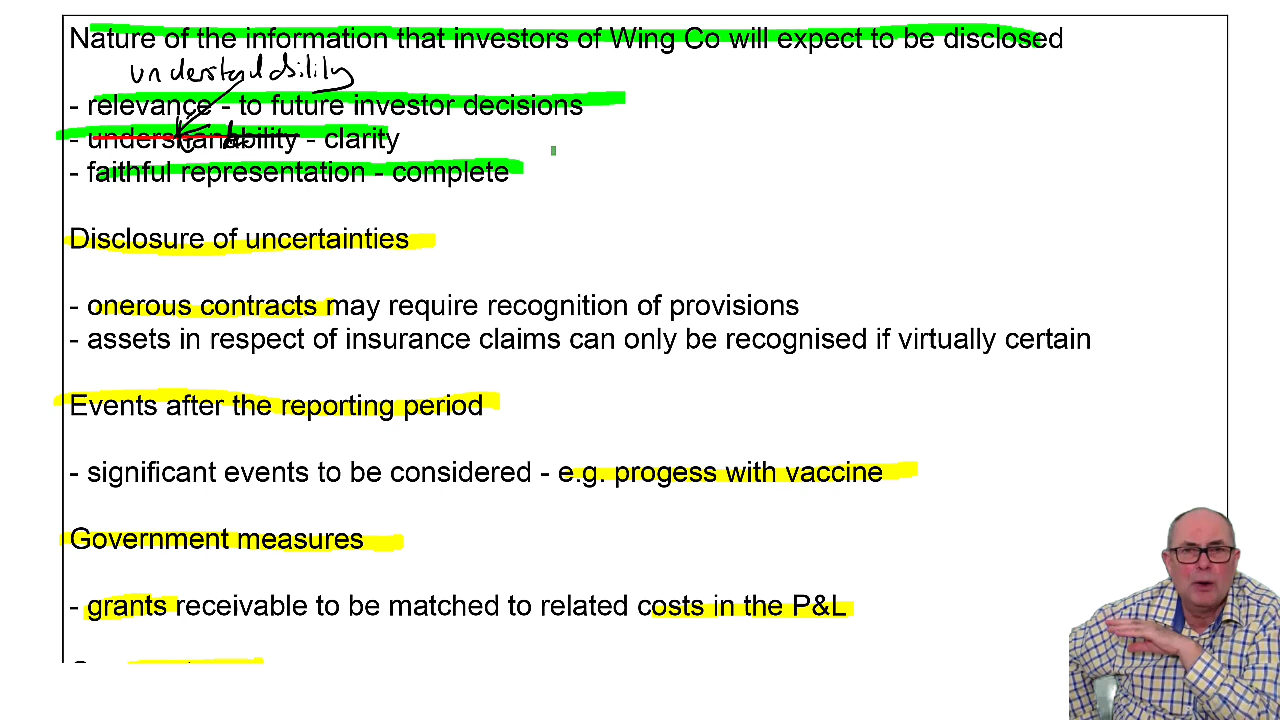 Nature of the information that investors of Wing Co will expect to be disclosed
understandability
- relevance - to future investor decisions
- undershandability - clarity
- faithful representation - complete
Disclosure of uncertainties
- onerous contracts may require recognition of provisions
- assets in respect of insurance claims can only be recognised if virtually certain
Events after the reporting period
- significant events to be considered - e.g. progess with vaccine
Government measures
- grants receivable to be matched to related costs in the P&L